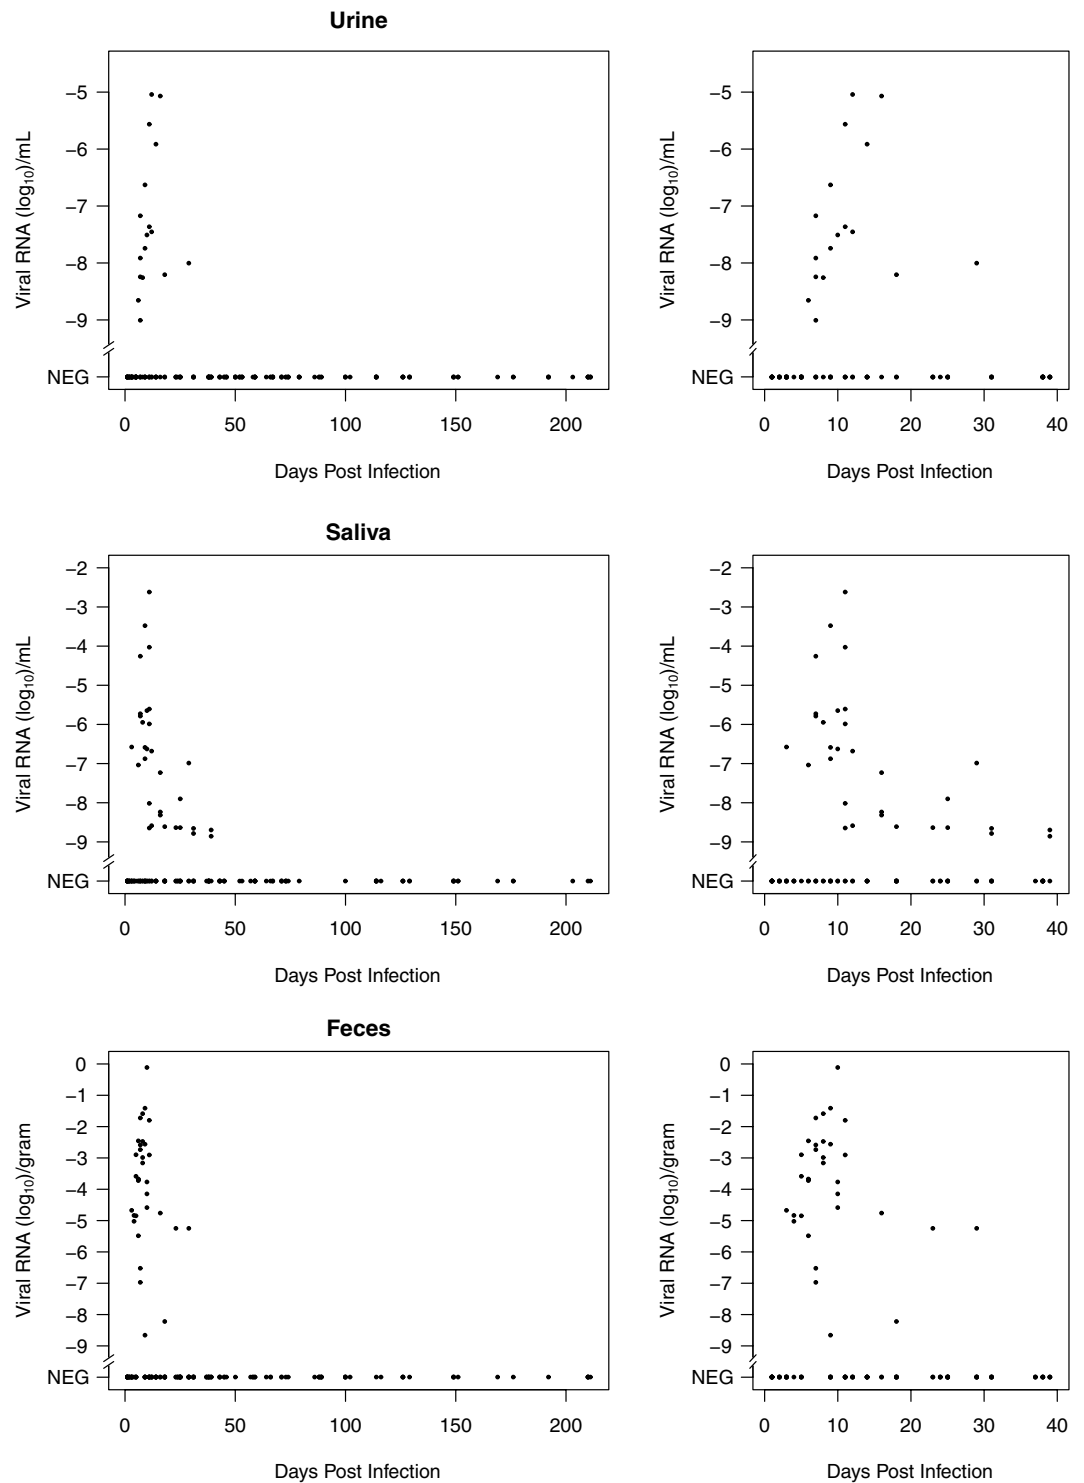 Urine
Viral RNA (log10)/mL
−5
−6
−7
−8
−9
NEG
0 50 100 150 200
Days Post Infection
Viral RNA (log10)/mL
−5
−6
−7
−8
−9
NEG
0 10 20 30 40
Days Post Infection
Saliva
Viral RNA (log10)/mL
−2
−3
−4
−5
−6
−7
−8
−9
NEG
0 50 100 150 200
Days Post Infection
Viral RNA (log10)/mL
−2
−3
−4
−5
−6
−7
−8
−9
NEG
0 10 20 30 40
Days Post Infection
Feces
Viral RNA (log10)/gram
0
−1
−2
−3
−4
−5
−6
−7
−8
−9
NEG
0 50 100 150 200
Days Post Infection
Viral RNA (log10)/gram
0
−1
−2
−3
−4
−5
−6
−7
−8
−9
NEG
0 10 20 30 40
Days Post Infection